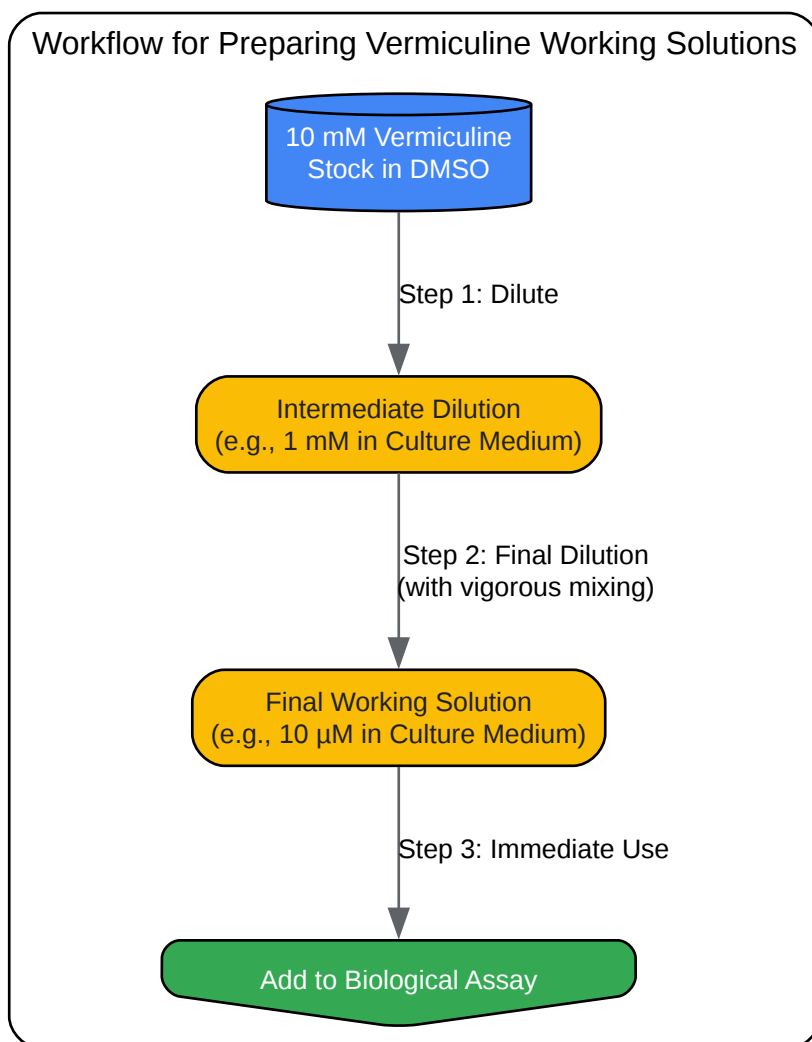 Workflow for Preparing Vermiculine Working Solutions
10 mM Vermiculine
Stock in DMSO
Step 1: Dilute
Intermediate Dilution
(e.g., 1 mM in Culture Medium)
Step 2: Final Dilution
(with vigorous mixing)
Final Working Solution
(e.g., 10 µM in Culture Medium)
Step 3: Immediate Use
Add to Biological Assay